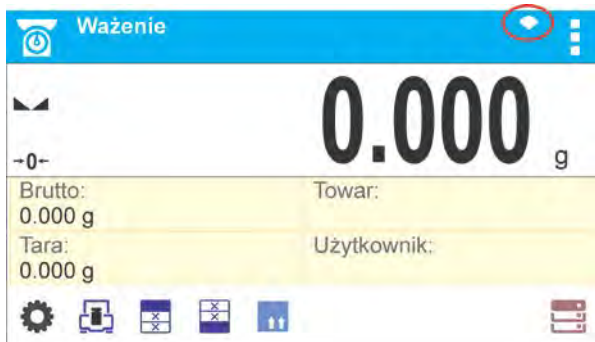 Ważenie
→0←
0.000 g
Brutto:
0.000 g
Towar:
Tara:
0.000 g
Użytkownik: